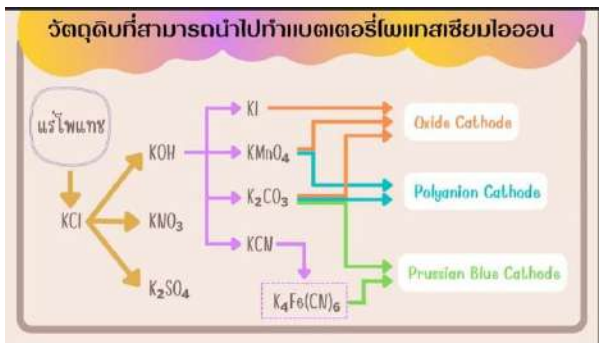 วัตถุดิบที่สามารถนำไปทำแบตเตอรี่โพแทสเซียมไอออน
แร่โพแทช
KCl
KOH
KNO₃
K₂SO₄
KI
KMnO₄
K₂CO₃
KCN
K₄Fe(CN)₆
Oxide Cathode
Polyanion Cathode
Prussian Blue Cathode